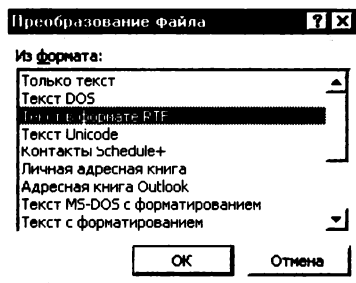 Преобразование файла
Из формата:
Только текст
Текст DOS
Текст в формате RTF
Текст Unicode
Контакты Schedule+
Личная адресная книга
Адресная книга Outlook
Текст MS-DOS с форматированием
Текст с форматированием
ОК
Отмена